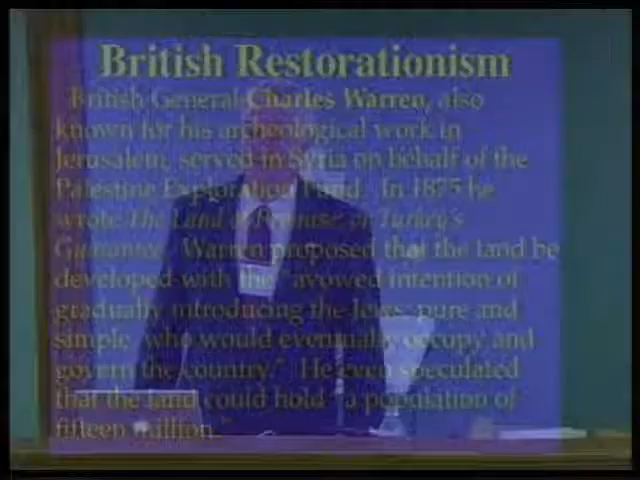 British Restorationism
British General Charles Warren, also
known for his archeological work in
Jerusalem, served in Syria on behalf of the
Palestine Exploration Fund. In 1875 he
wrote The Land of Promise: or Turkey's
Guarantee. Warren proposed that the land be
developed with the "avowed intention of
gradually introducing the Jews, pure and
simple, who would eventually occupy and
govern the country." He even speculated
that the land could hold "a population of
fifteen million."